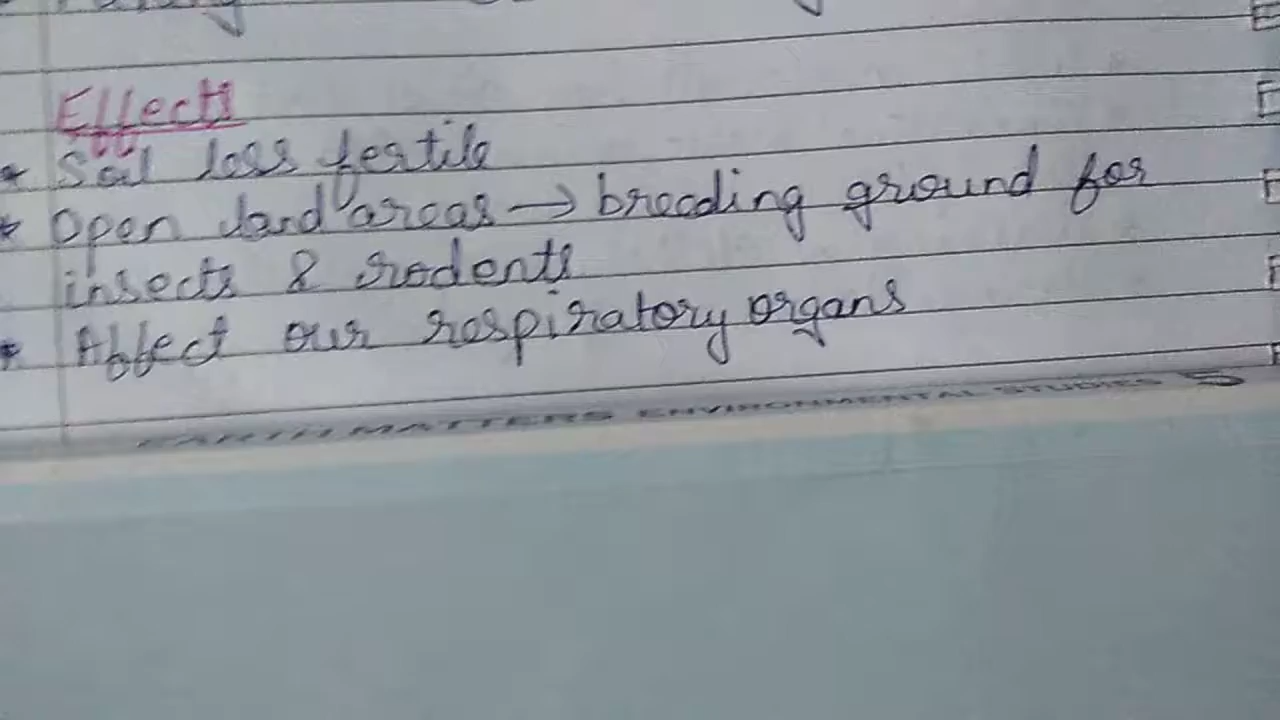 Effects
* Soil less fertile
* Open land areas → breeding ground for
insects & rodents
* Affect our respiratory organs
EARTH MATTERS ENVIRONMENTAL STUDIES 5